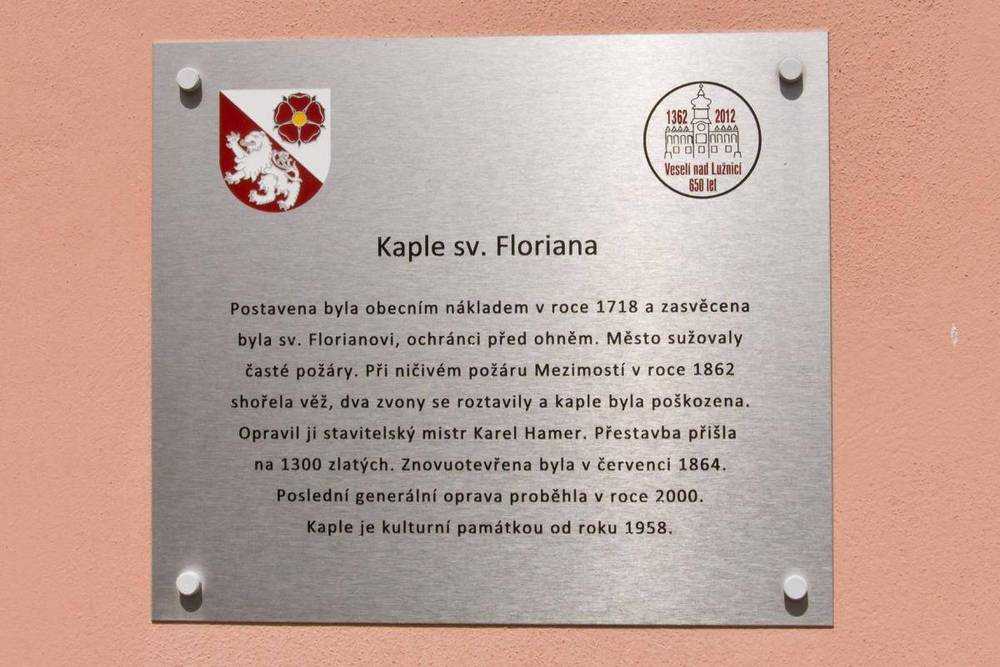 1362 2012
Veselí nad Lužnicí
650 let
Kaple sv. Floriana
Postavena byla obecním nákladem v roce 1718 a zasvěcena
byla sv. Florianovi, ochránci před ohněm. Město sužovaly
časté požáry. Při ničivém požáru Mezimostí v roce 1862
shořela věž, dva zvony se roztavily a kaple byla poškozena.
Opravil ji stavitelský mistr Karel Hamer. Přestavba přišla
na 1300 zlatých. Znovuotevřena byla v červenci 1864.
Poslední generální oprava proběhla v roce 2000.
Kaple je kulturní památkou od roku 1958.